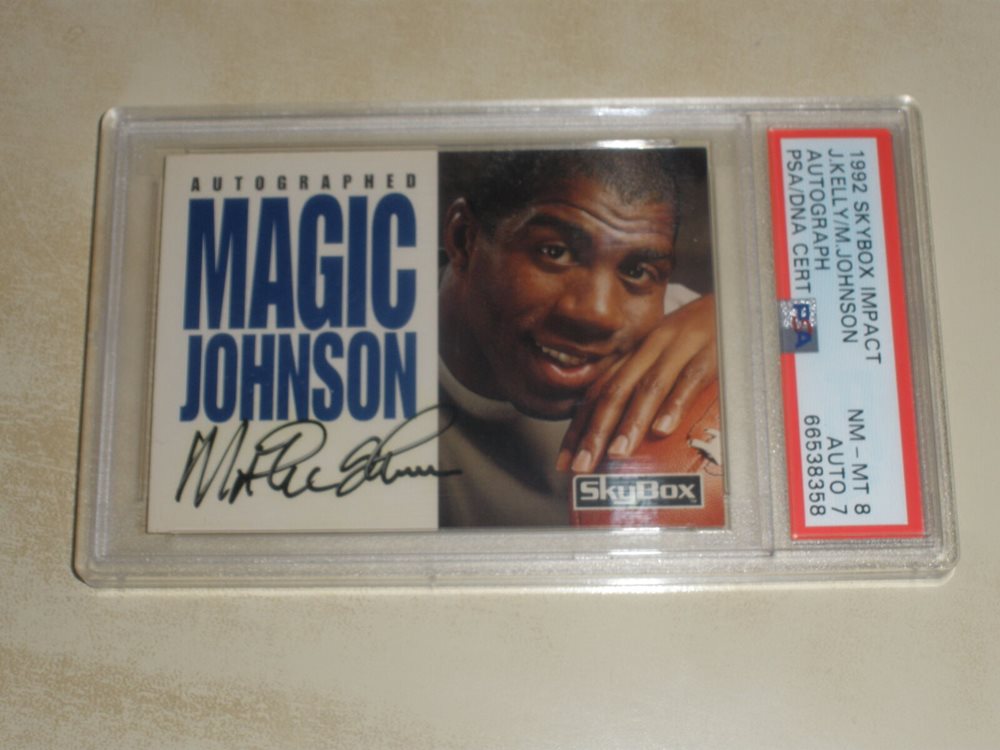 AUTOGRAPHED
MAGIC
JOHNSON
SkyBox
1992 SKYBOX IMPACT
J.KELLY/M.JOHNSON
AUTOGRAPH
PSA/DNA CERT
PSA
NM - MT 8
AUTO 7
66538358